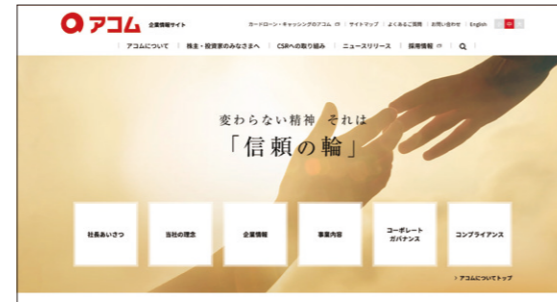 アコム 企業情報サイト
カードローン・キャッシングのアコム サイトマップ よくあるご質問 お問い合わせ English 小 中 大
アコムについて 株主・投資家のみなさまへ CSRへの取り組み ニュースリリース 採用情報
変わらない精神 それは
「信頼の輪」
社長あいさつ 当社の理念 企業情報 事業内容 コーポレート ガバナンス コンプライアンス
> アコムについてトップ